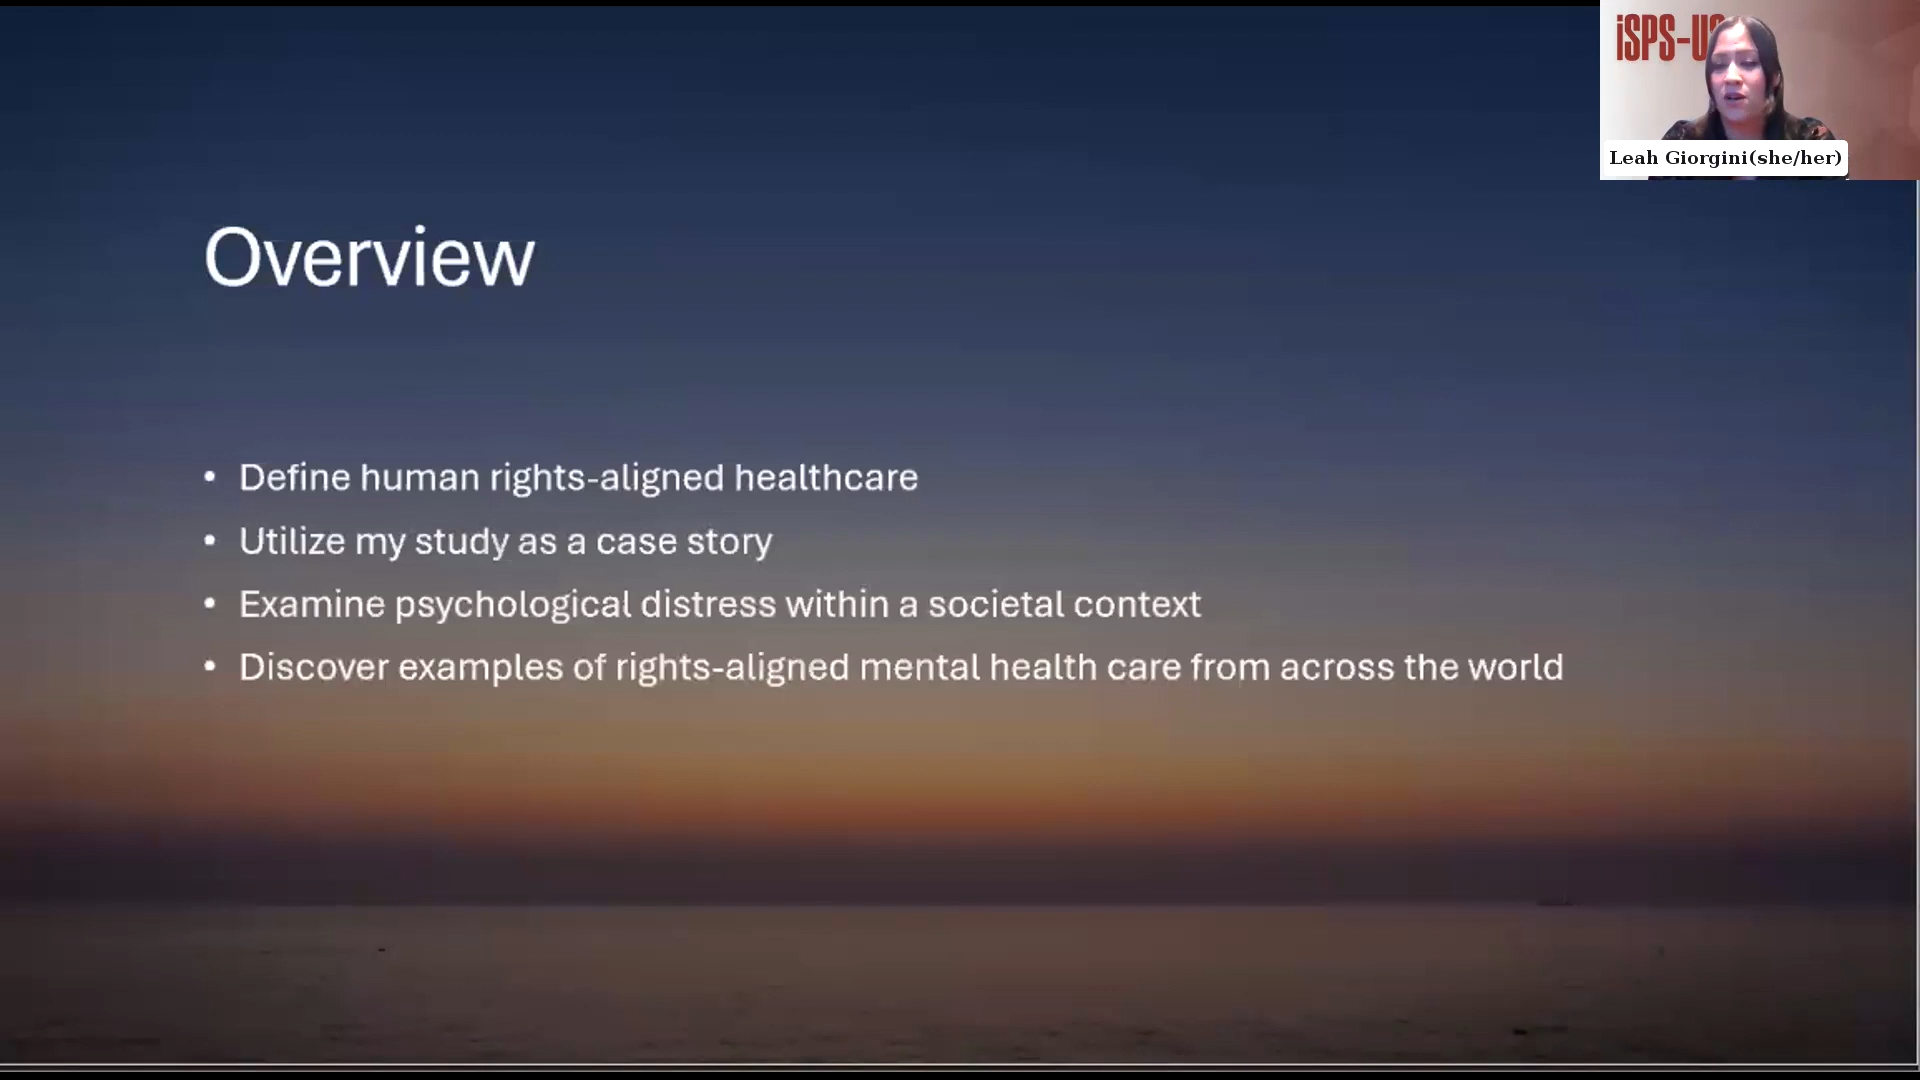 iSPS-US
Leah Giorgini(she/her)
Overview
• Define human rights-aligned healthcare
• Utilize my study as a case story
• Examine psychological distress within a societal context
• Discover examples of rights-aligned mental health care from across the world